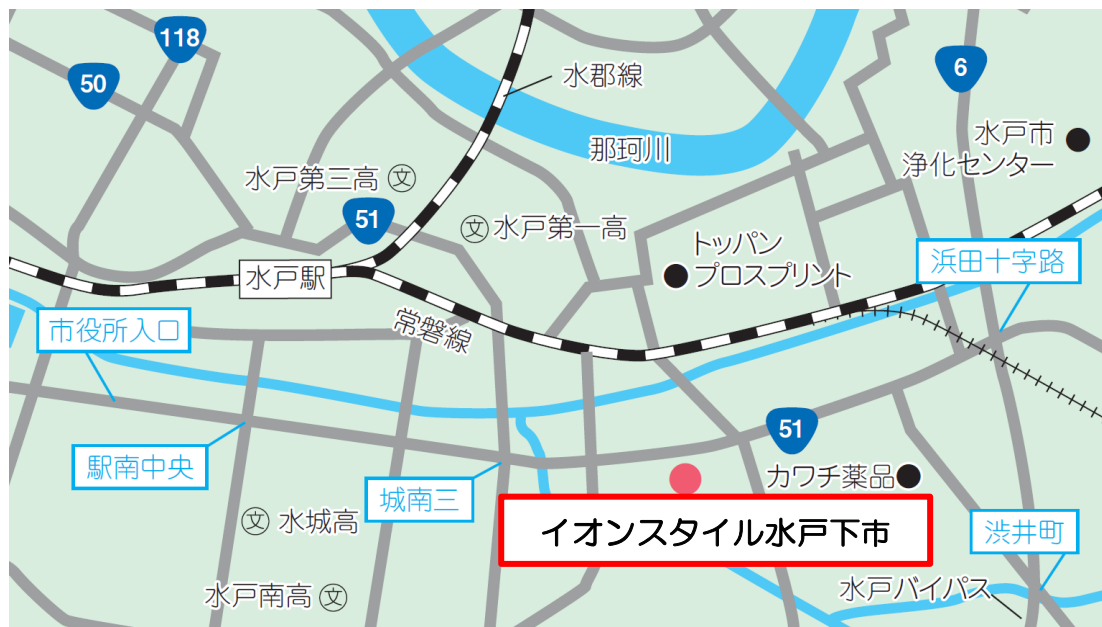 118
50
6
水郡線
那珂川
水戸市
浄化センター
水戸第三高 文
51
文 水戸第一高
トッパン
プロスプリント
浜田十字路
水戸駅
常磐線
市役所入口
51
駅南中央
城南三
カワチ薬品
文 水城高
イオンスタイル水戸下市
渋井町
水戸南高 文
水戸バイパス